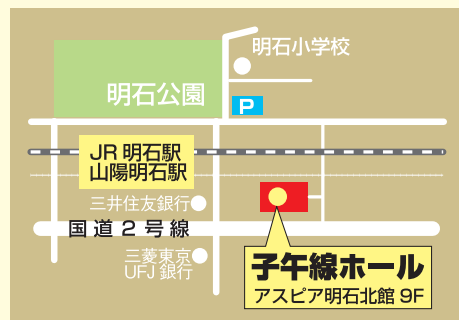 明石小学校
明石公園
P
JR 明石駅
山陽明石駅
三井住友銀行
国道2号線
三菱東京
UFJ 銀行
子午線ホール
アスピア明石北館 9F